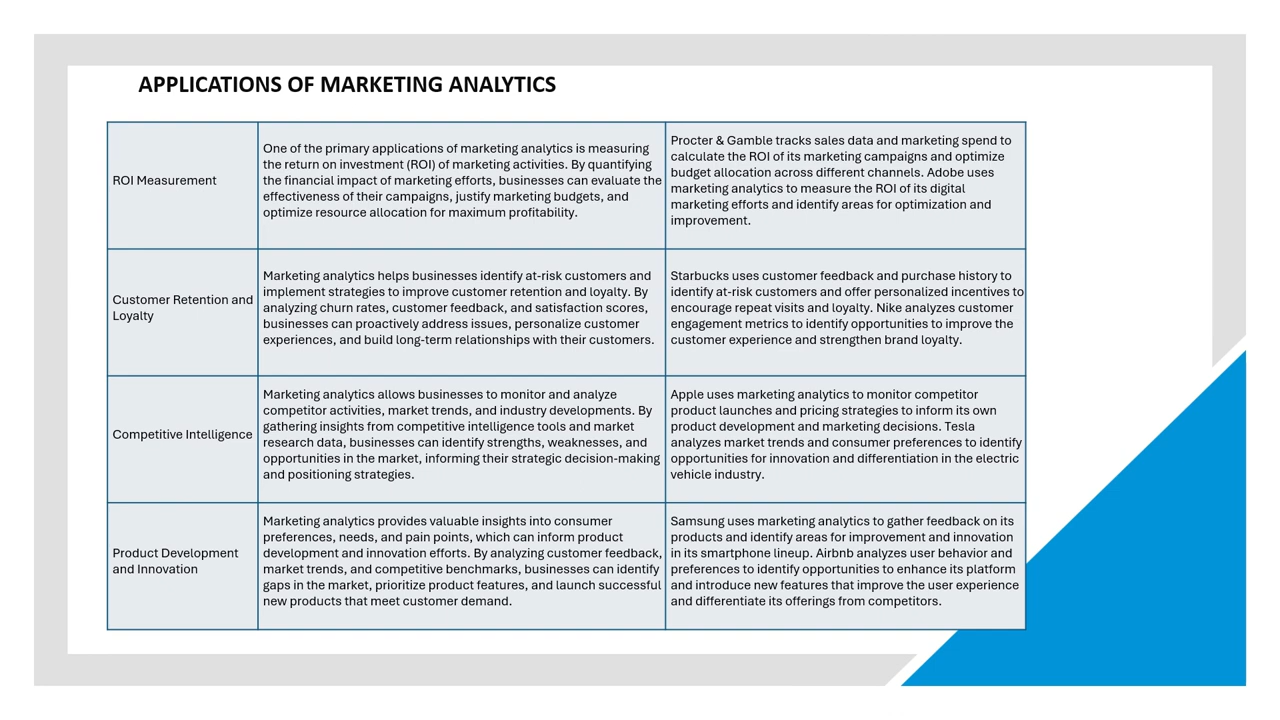 APPLICATIONS OF MARKETING ANALYTICS
ROI Measurement
One of the primary applications of marketing analytics is measuring
the return on investment (ROI) of marketing activities. By quantifying
the financial impact of marketing efforts, businesses can evaluate the
effectiveness of their campaigns, justify marketing budgets, and
optimize resource allocation for maximum profitability.
Procter & Gamble tracks sales data and marketing spend to
calculate the ROI of its marketing campaigns and optimize
budget allocation across different channels. Adobe uses
marketing analytics to measure the ROI of its digital
marketing efforts and identify areas for optimization and
improvement.
Customer Retention and
Loyalty
Marketing analytics helps businesses identify at-risk customers and
implement strategies to improve customer retention and loyalty. By
analyzing churn rates, customer feedback, and satisfaction scores,
businesses can proactively address issues, personalize customer
experiences, and build long-term relationships with their customers.
Starbucks uses customer feedback and purchase history to
identify at-risk customers and offer personalized incentives to
encourage repeat visits and loyalty. Nike analyzes customer
engagement metrics to identify opportunities to improve the
customer experience and strengthen brand loyalty.
Competitive Intelligence
Marketing analytics allows businesses to monitor and analyze
competitor activities, market trends, and industry developments. By
gathering insights from competitive intelligence tools and market
research data, businesses can identify strengths, weaknesses, and
opportunities in the market, informing their strategic decision-making
and positioning strategies.
Apple uses marketing analytics to monitor competitor
product launches and pricing strategies to inform its own
product development and marketing decisions. Tesla
analyzes market trends and consumer preferences to identify
opportunities for innovation and differentiation in the electric
vehicle industry.
Product Development
and Innovation
Marketing analytics provides valuable insights into consumer
preferences, needs, and pain points, which can inform product
development and innovation efforts. By analyzing customer feedback,
market trends, and competitive benchmarks, businesses can identify
gaps in the market, prioritize product features, and launch successful
new products that meet customer demand.
Samsung uses marketing analytics to gather feedback on its
products and identify areas for improvement and innovation
in its smartphone lineup. Airbnb analyzes user behavior and
preferences to identify opportunities to enhance its platform
and introduce new features that improve the user experience
and differentiate its offerings from competitors.